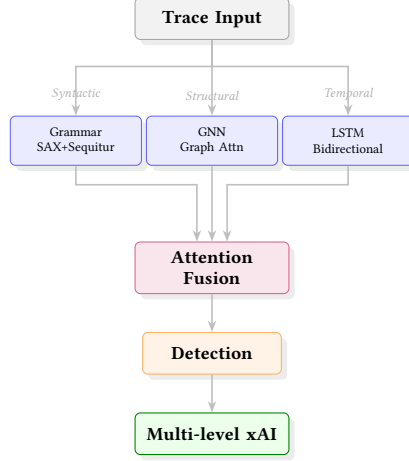 Trace Input
Syntactic
Structural
Temporal
Grammar
SAX+Sequitur
GNN
Graph Attn
LSTM
Bidirectional
Attention
Fusion
Detection
Multi-level xAI